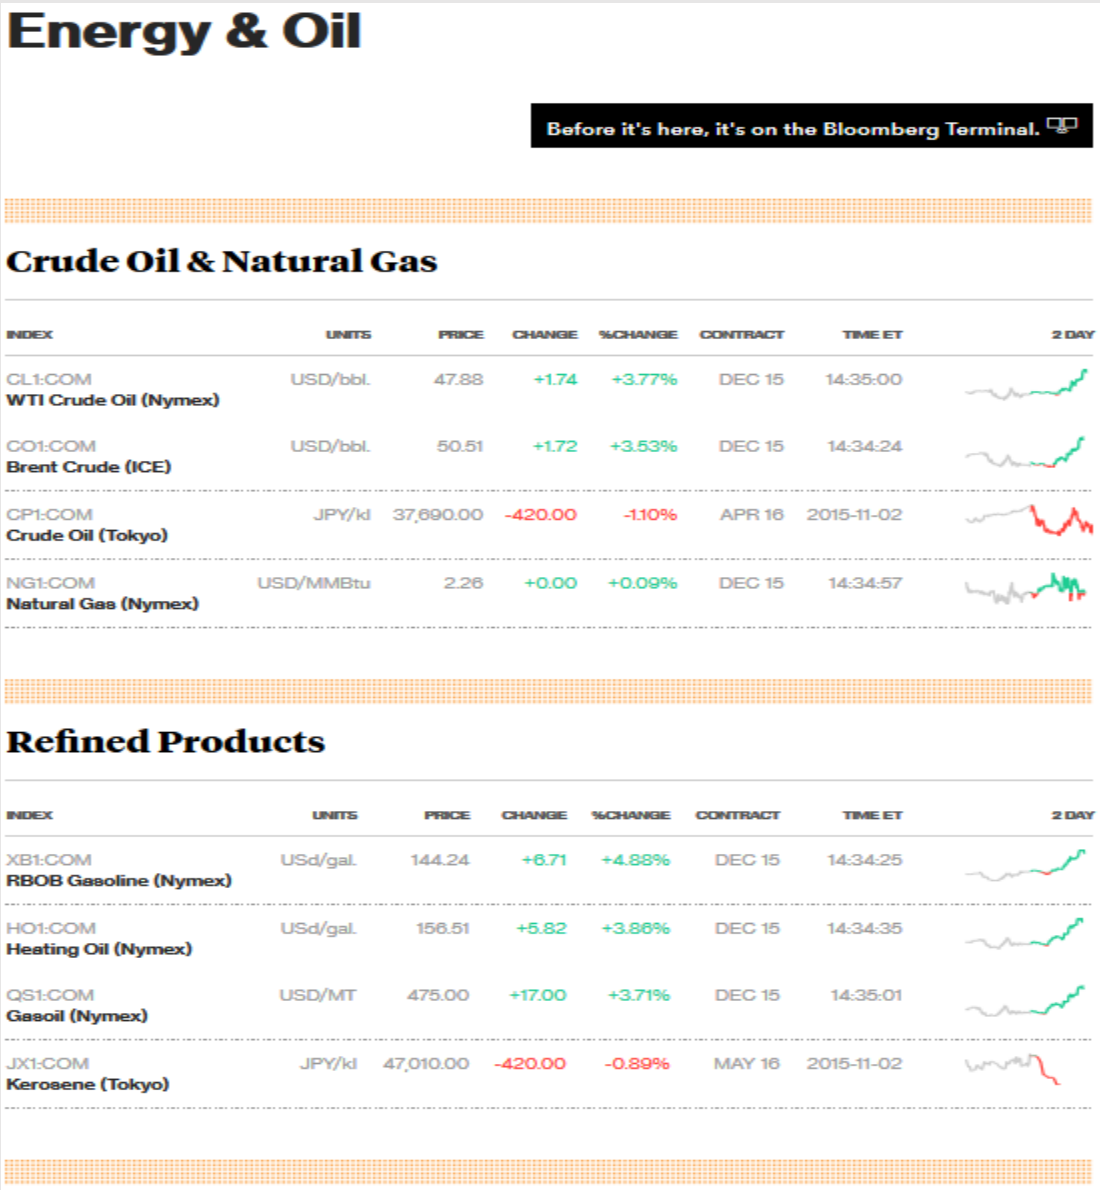 Energy & Oil
Before it's here, it's on the Bloomberg Terminal.
Crude Oil & Natural Gas
INDEX UNITS PRICE CHANGE %CHANGE CONTRACT TIME ET 2 DAY
CL1:COM USD/bbl. 47.88 +1.74 +3.77% DEC 15 14:35:00
WTI Crude Oil (Nymex)
CO1:COM USD/bbl. 50.51 +1.72 +3.53% DEC 15 14:34:24
Brent Crude (ICE)
CP1:COM JPY/kl 37,690.00 -420.00 -1.10% APR 16 2015-11-02
Crude Oil (Tokyo)
NG1:COM USD/MMBtu 2.26 +0.00 +0.09% DEC 15 14:34:57
Natural Gas (Nymex)
Refined Products
INDEX UNITS PRICE CHANGE %CHANGE CONTRACT TIME ET 2 DAY
XB1:COM USd/gal. 144.24 +6.71 +4.88% DEC 15 14:34:25
RBOB Gasoline (Nymex)
HO1:COM USd/gal. 156.51 +5.82 +3.86% DEC 15 14:34:35
Heating Oil (Nymex)
QS1:COM USD/MT 475.00 +17.00 +3.71% DEC 15 14:35:01
Gasoil (Nymex)
JX1:COM JPY/kl 47,010.00 -420.00 -0.89% MAY 16 2015-11-02
Kerosene (Tokyo)